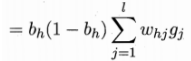 = b_h(1 − b_h) \sum_{j=1}^{l} w_{hj} g_j